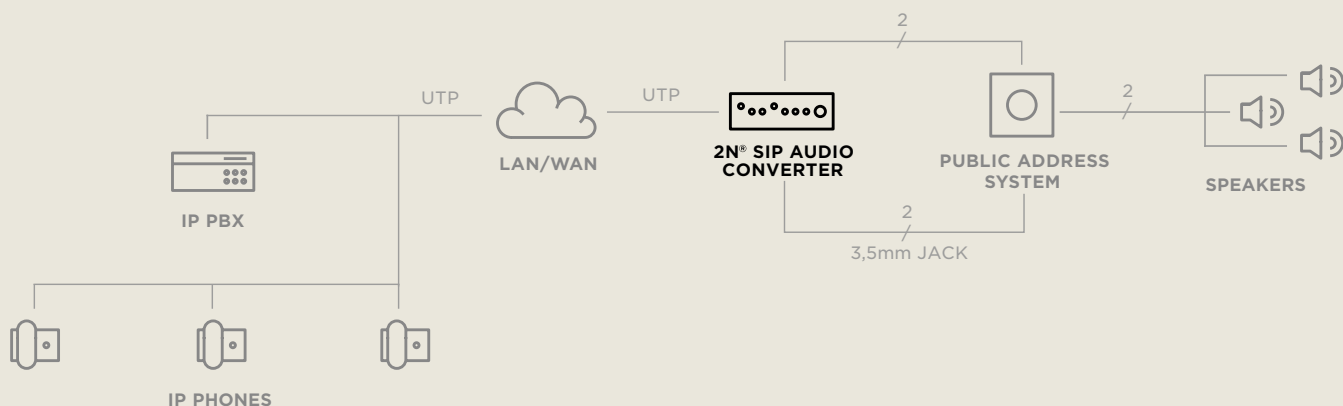 2
UTP
UTP
2
LAN/WAN
2N® SIP AUDIO
CONVERTER
PUBLIC ADDRESS
SYSTEM
SPEAKERS
IP PBX
2
3,5mm JACK
IP PHONES